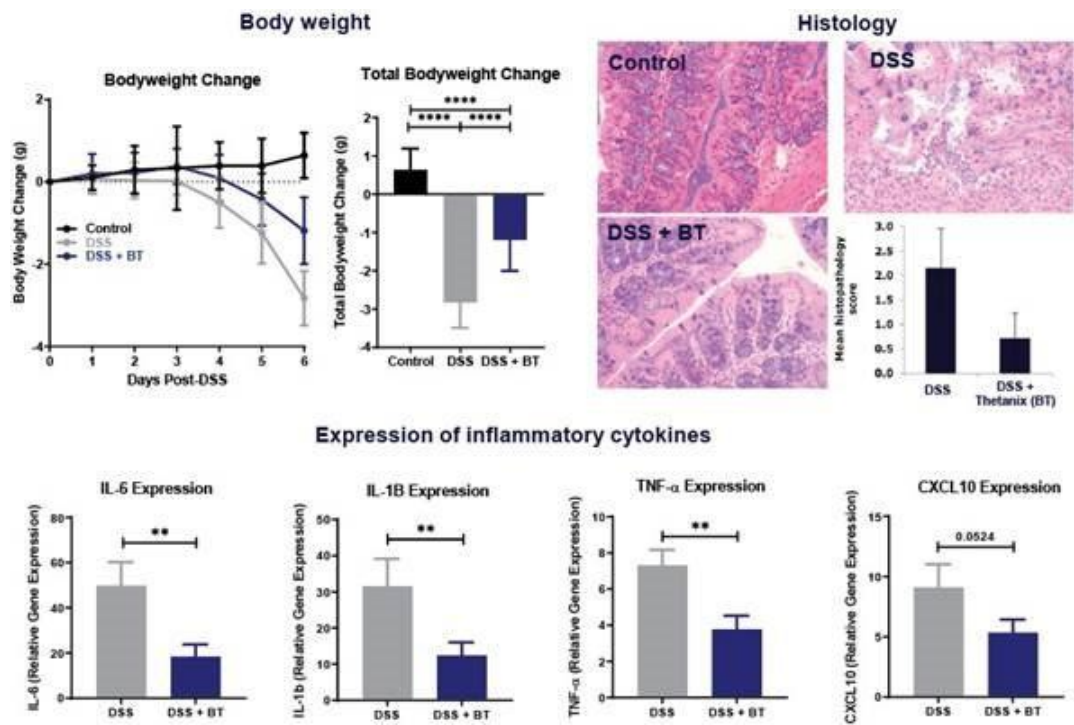 Body weight
Histology
Bodyweight Change
Body Weight Change (g)
2
0
-2
-4
Control
DSS
DSS + BT
0 1 2 3 4 5 6
Days Post-DSS
Total Bodyweight Change
Total Bodyweight Change (g)
****
**** ****
2
1
0
-1
-2
-3
-4
Control DSS DSS + BT
Control
DSS
DSS + BT
Mean histopathology
score
3.0
2.5
2.0
1.5
1.0
0.5
0.0
DSS
DSS +
Thetanix (BT)
Expression of inflammatory cytokines
IL-6 Expression
IL-6 (Relative Gene Expression)
80
60
40
20
0
**
DSS DSS + BT
IL-1B Expression
IL-1b (Relative Gene Expression)
40
30
20
10
0
**
DSS DSS + BT
TNF-α Expression
TNF-α (Relative Gene Expression)
8
6
4
2
0
**
DSS DSS + BT
CXCL10 Expression
CXCL10 (Relative Gene Expression)
15
10
5
0
0.0524
DSS DSS + BT